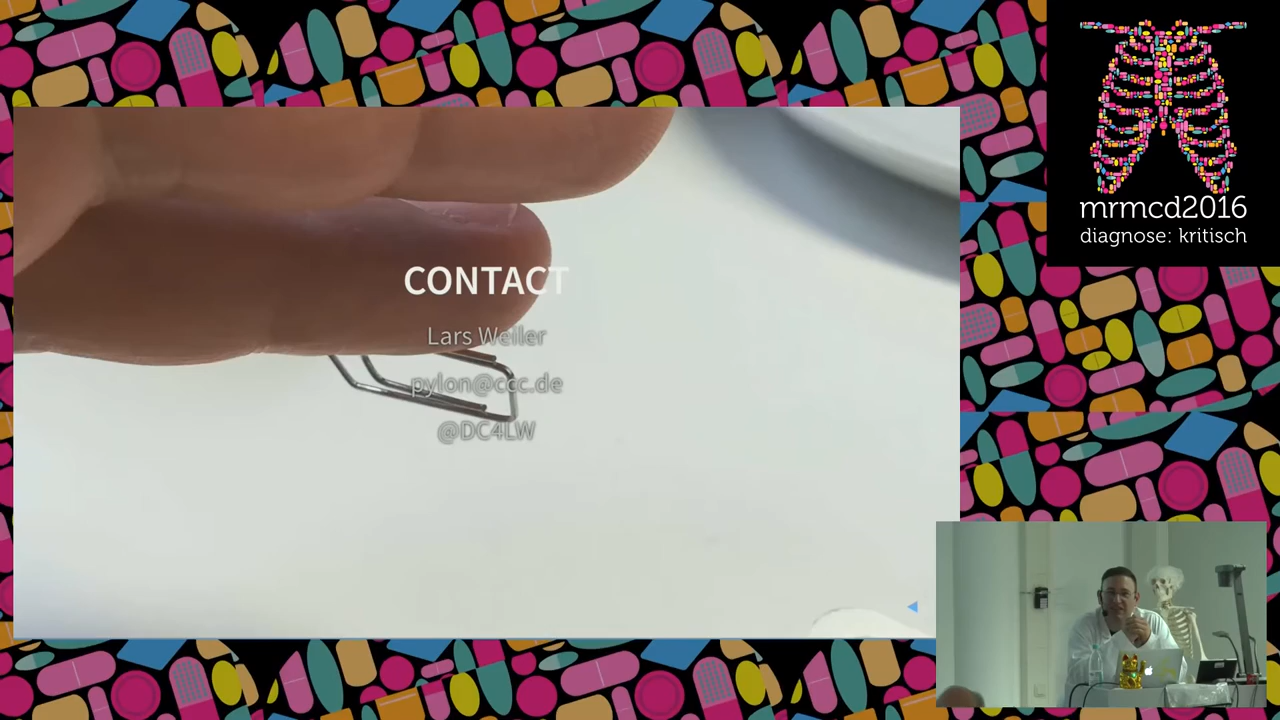 CONTACT
Lars Weiler
pylon@ccc.de
@DC4LW
mrmcd2016
diagnose: kritisch